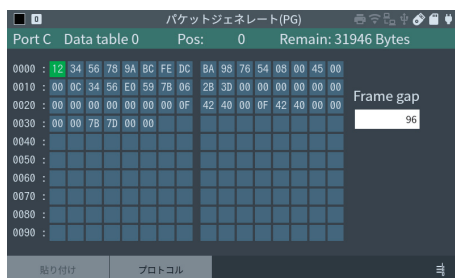 0 パケットジェネレート(PG)
Port C Data table 0 Pos: 0 Remain: 31946 Bytes
0000 : 12 34 56 78 9A BC FE DC BA 98 76 54 08 00 45 00
0010 : 00 0C 34 56 E0 59 7B 06 2B 3D 00 00 00 00 00 00
0020 : 00 00 00 00 00 00 00 0F 42 40 00 0F 42 40 00 00
0030 : 00 00 7B 7D 00 00
0040 :
0050 :
0060 :
0070 :
0080 :
0090 :
Frame gap
96
貼り付け プロトコル